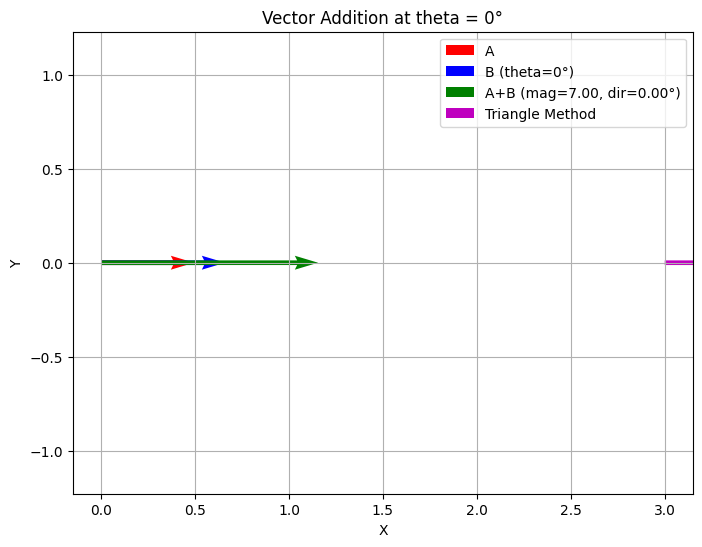 Vector Addition at theta = 0°
A
B (theta=0°)
A+B (mag=7.00, dir=0.00°)
Triangle Method
Y
1.0
0.5
0.0
−0.5
−1.0
0.0 0.5 1.0 1.5 2.0 2.5 3.0
X